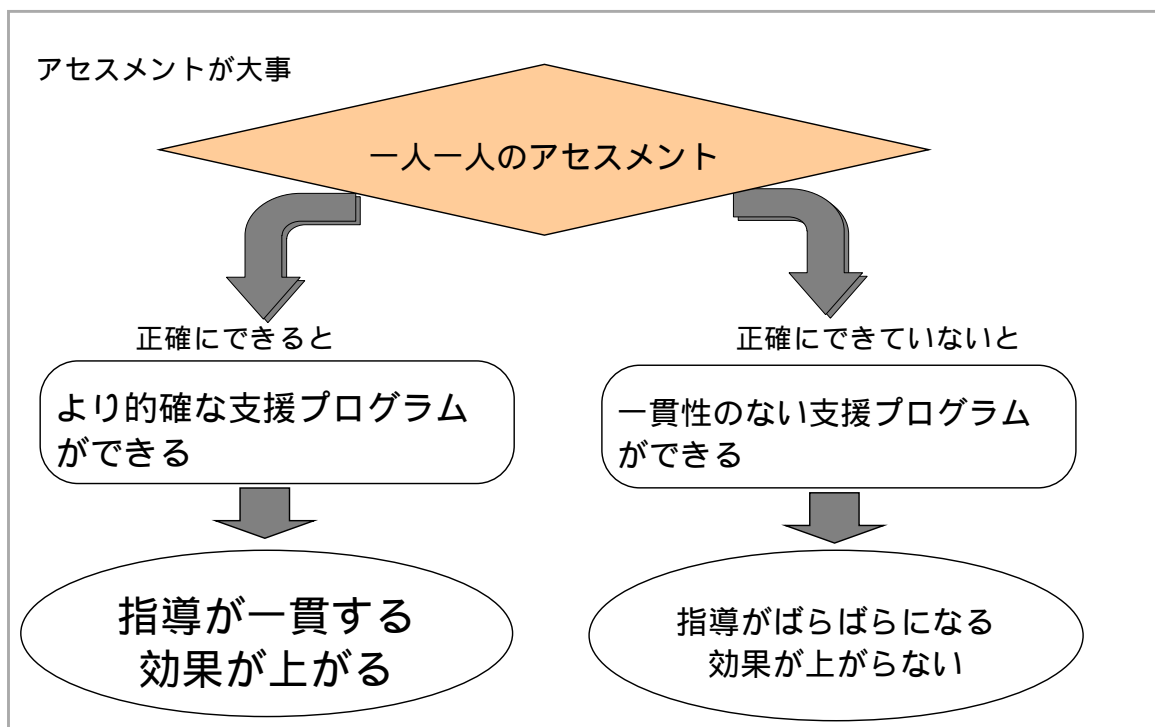 アセスメントが大事
一人一人のアセスメント
正確にできると
より的確な支援プログラム
ができる
指導が一貫する
効果が上がる
正確にできていないと
一貫性のない支援プログラム
ができる
指導がばらばらになる
効果が上がらない